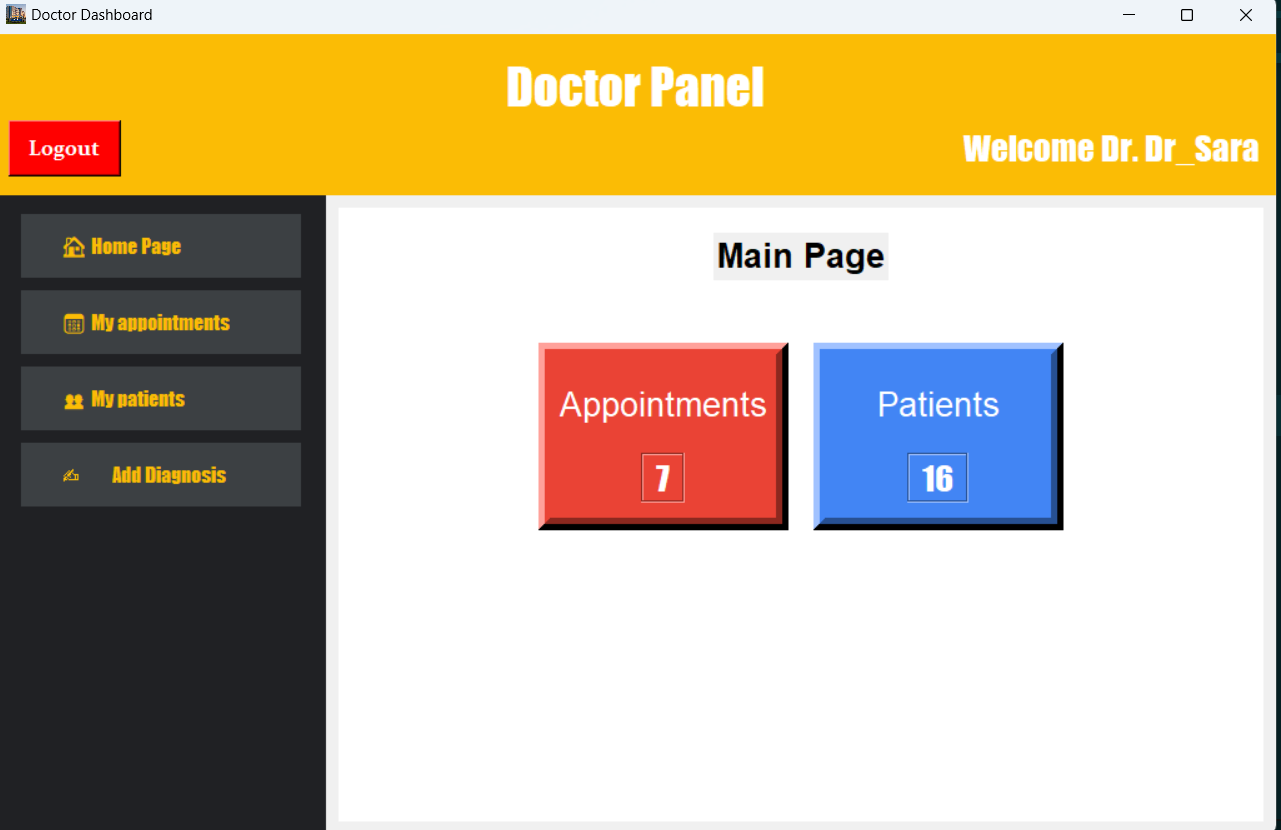 Doctor Dashboard
Doctor Panel
Logout
Welcome Dr. Dr_Sara
Home Page
My appointments
My patients
Add Diagnosis
Main Page
Appointments
7
Patients
16